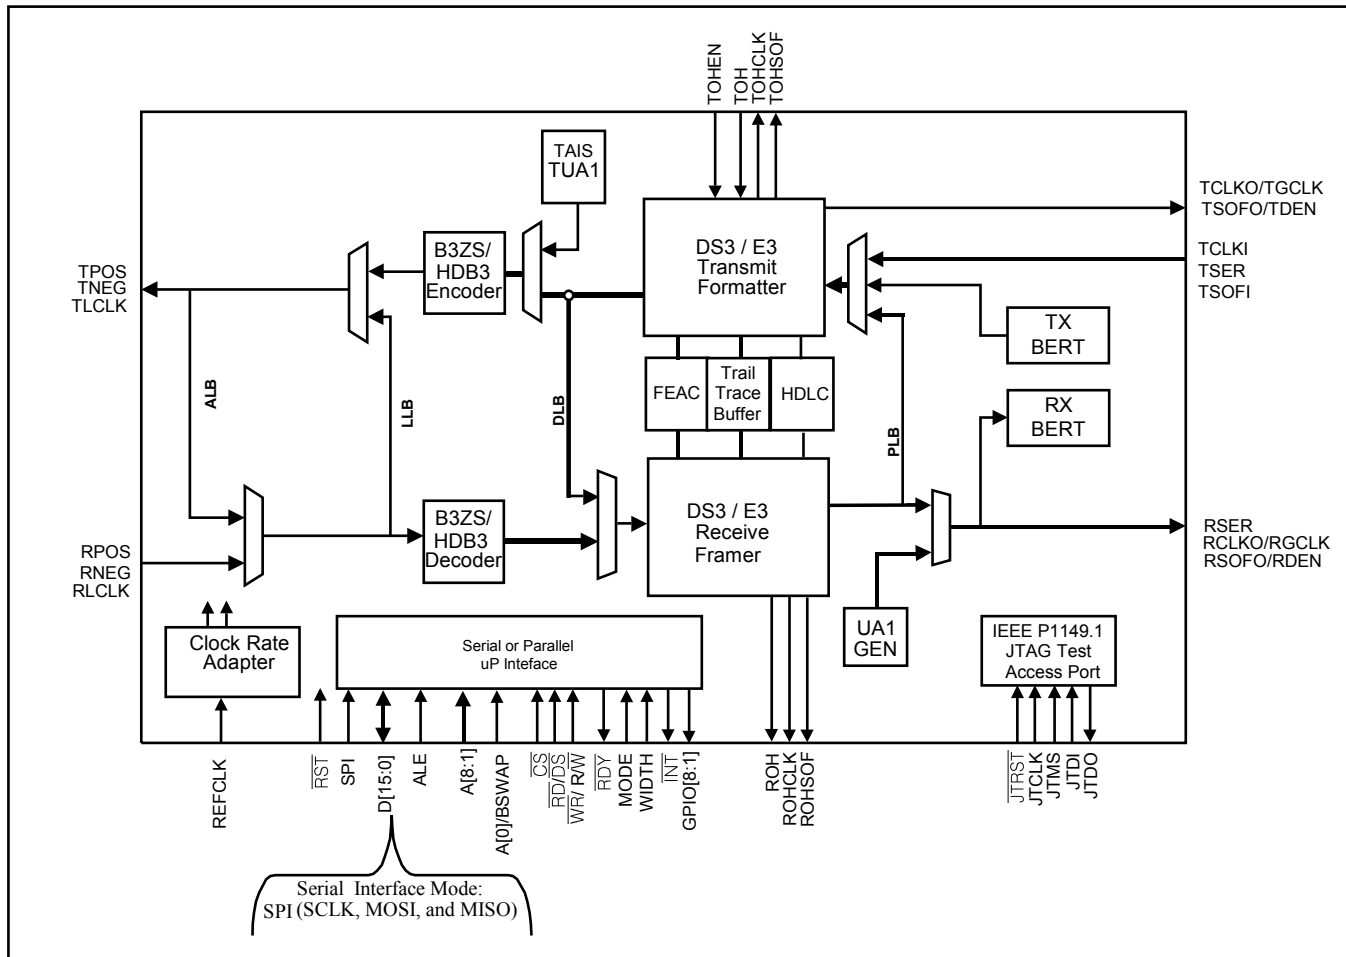 TOHEN
TOH
TOHCLK
TOHSOF
TAIS
TUA1
TCLKO/TGCLK
TSOFO/TDEN
B3ZS/
HDB3
Encoder
DS3 / E3
Transmit
Formatter
TCLKI
TSER
TSOFI
TPOS
TNEG
TLCLK
TX
BERT
ALB
LLB
DLB
FEAC
Trail
Trace
Buffer
HDLC
PLB
RX
BERT
B3ZS/
HDB3
Decoder
DS3 / E3
Receive
Framer
RPOS
RNEG
RLCLK
RSER
RCLKO/RGCLK
RSOFO/RDEN
Clock Rate
Adapter
Serial or Parallel
uP Inteface
UA1
GEN
IEEE P1149.1
JTAG Test
Access Port
REFCLK
RST
SPI
D[15:0]
ALE
A[8:1]
A[0]/BSWAP
CS
RD/DS
WR/ R/W
RDY
MODE
WIDTH
INT
GPIO[8:1]
ROH
ROHCLK
ROHSOF
JTRST
JTCLK
JTMS
JTDI
JTDO
Serial Interface Mode:
SPI (SCLK, MOSI, and MISO)